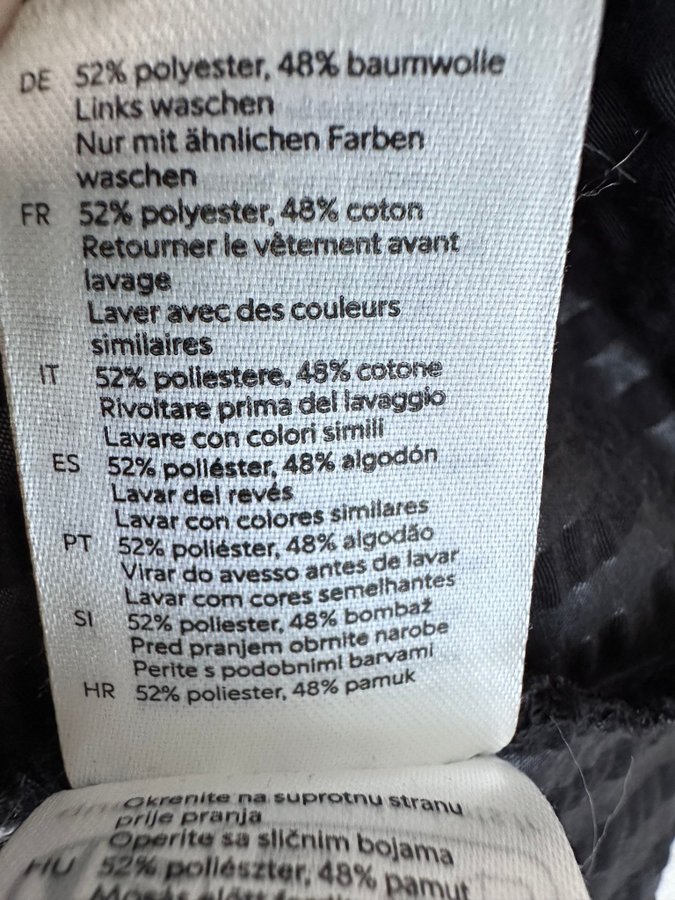 DE 52% polyester, 48% baumwolle
Links waschen
Nur mit ähnlichen Farben
waschen
FR 52% polyester, 48% coton
Retourner le vêtement avant
lavage
Laver avec des couleurs
similaires
IT 52% poliestere, 48% cotone
Rivoltare prima del lavaggio
Lavare con colori simili
ES 52% poliéster, 48% algodón
Lavar del revés
Lavar con colores similares
PT 52% poliéster, 48% algodão
Virar do avesso antes de lavar
Lavar com cores semelhantes
SI 52% poliester, 48% bombaž
Pred pranjem obrnite narobe
Perite s podobnimi barvami
HR 52% poliester, 48% pamuk
Okrenite na suprotnu stranu
prije pranja
Operite sa sličnim bojama
HU 52% poliészter, 48% pamut